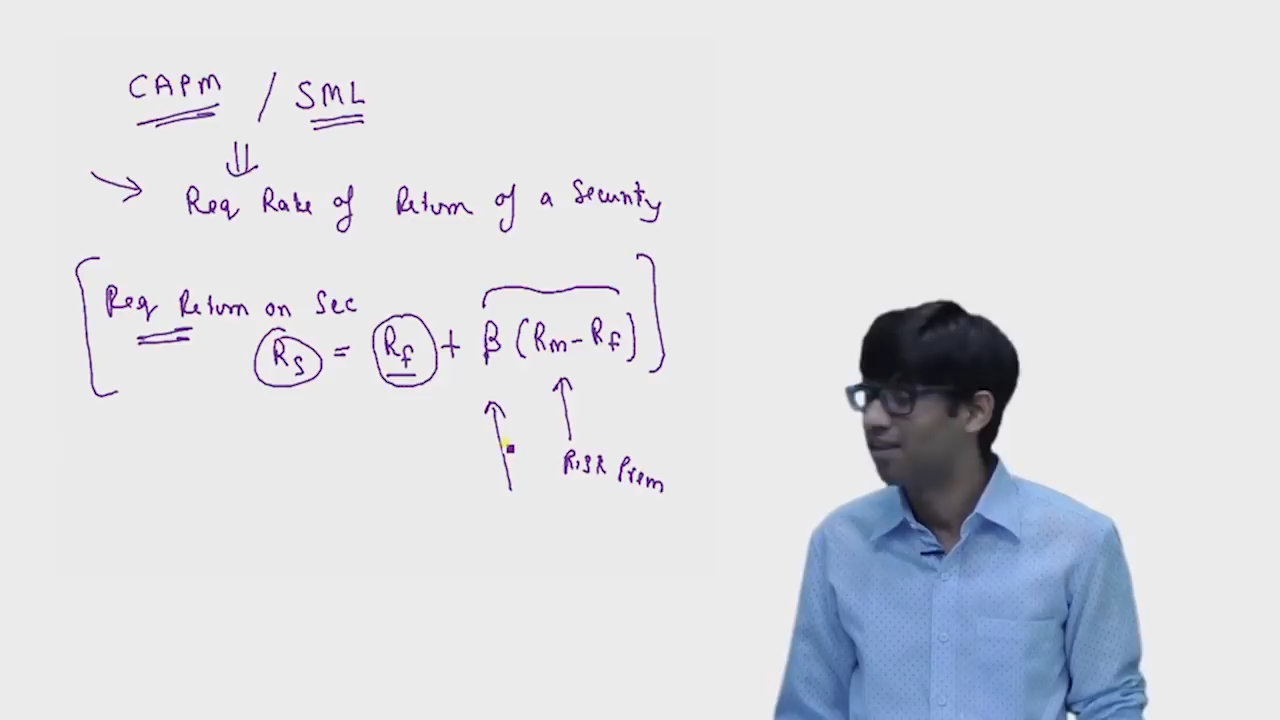 CAPM / SML
Req Rate of Return of a Security
Req Return on Sec
Rs = Rf + β (Rm - Rf)
Risk Prem